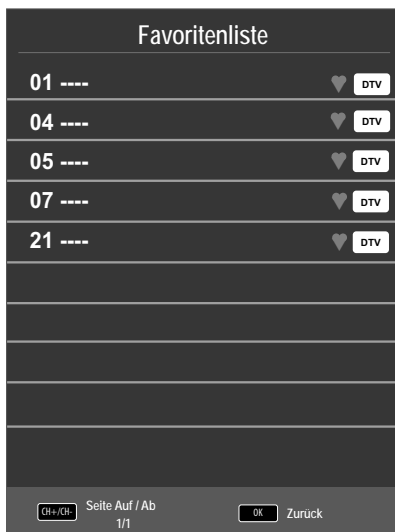 Favoritenliste
01 ---- DTV
04 ---- DTV
05 ---- DTV
07 ---- DTV
21 ---- DTV
CH+/CH- Seite Auf / Ab OK Zurück
1/1